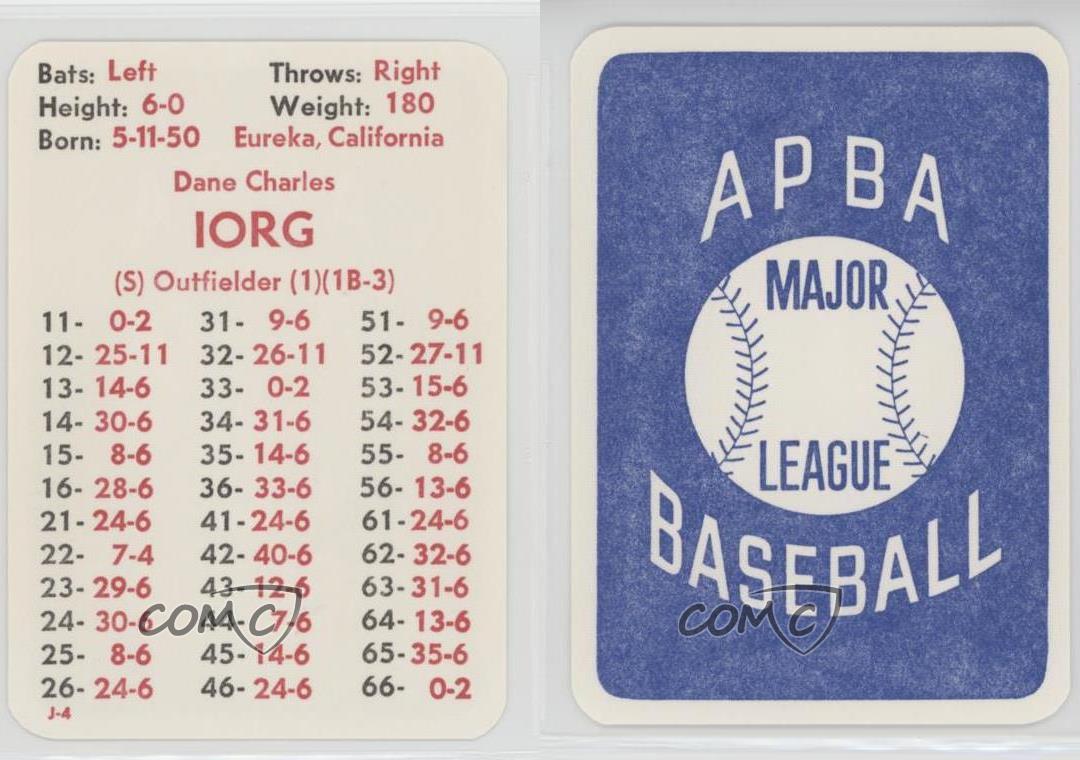 Bats: Left Throws: Right
Height: 6-0 Weight: 180
Born: 5-11-50 Eureka, California
Dane Charles
IORG
(S) Outfielder (1)(1B-3)
11- 0-2 31- 9-6 51- 9-6
12- 25-11 32- 26-11 52- 27-11
13- 14-6 33- 0-2 53- 15-6
14- 30-6 34- 31-6 54- 32-6
15- 8-6 35- 14-6 55- 8-6
16- 28-6 36- 33-6 56- 13-6
21- 24-6 41- 24-6 61- 24-6
22- 7-4 42- 40-6 62- 32-6
23- 29-6 43- 12-6 63- 31-6
24- 30-6 44- 7-6 64- 13-6
25- 8-6 45- 14-6 65- 35-6
26- 24-6 46- 24-6 66- 0-2
J-4
COMC
APBA
MAJOR
LEAGUE
BASEBALL
COMC